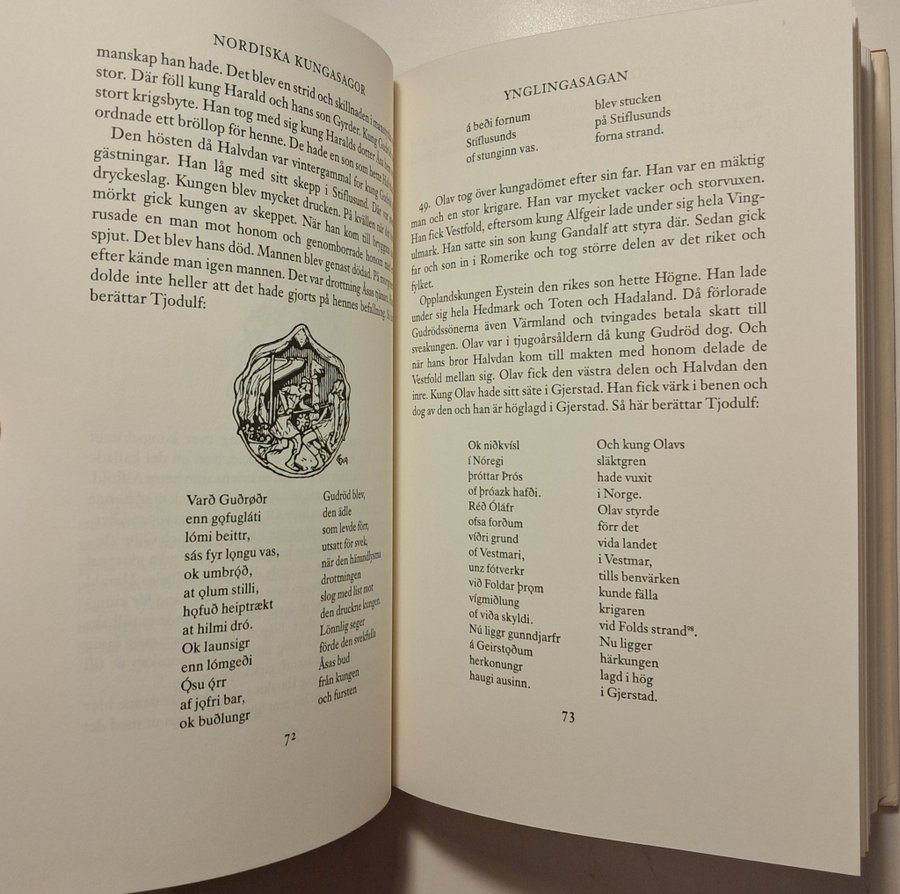 NORDISKA KUNGASAGOR
manskap han hade. Det blev en strid och skillnaden i
stor. Där föll kung Harald och hans son Gyrder. Kung
stort krigsbyte. Han tog med sig kung Haralds dotter Åsa
ordnade ett bröllop för henne. De hade en son som hette
Den hösten då Halvdan var vintergammal for kung
gästningar. Han låg med sitt skepp i Stiflusund. Där var
dryckeslag. Kungen blev mycket drucken. På kvällen när det
mörkt gick kungen av skeppet. När han kom till bryggans
rusade en man mot honom och genomborrade honom med
spjut. Det blev hans död. Mannen blev genast dödad. På
efter kände man igen mannen. Det var drottning Åsas
dolde inte heller att det hade gjorts på hennes befallning. Så
berättar Tjodulf:
Varð Guðrøðr
enn gǫfugláti
lómi beittr,
sás fyr lǫngu vas,
ok umbrǫ́ð,
at ǫlum stilli,
hǫfuð heiptrækt
at hilmi dró.
Ok launsigr
enn lómgeði
Ǫ́su ǫ́rr
af jǫfri bar,
ok buðlungr
Gudröd blev,
den ädle
som levde förr,
utsatt för svek,
när den hämndlystna
drottningen
slog med list mot
den druckne kungen.
Lönnlig seger
förde den svekfulla
Åsas bud
från kungen
och fursten
72
YNGLINGASAGAN
á beði fornum
Stiflusunds
of stunginn vas.
blev stucken
på Stiflusunds
forna strand.
49. Olav tog över kungadömet efter sin far. Han var en mäktig
man och en stor krigare. Han var mycket vacker och storvuxen.
Han fick Vestfold, eftersom kung Alfgeir lade under sig hela Ving-
ulmark. Han satte sin son kung Gandalf att styra där. Sedan gick
far och son in i Romerike och tog större delen av det riket och
fylket.
Opplandskungen Eystein den rikes son hette Högne. Han lade
under sig hela Hedmark och Toten och Hadaland. Då förlorade
Gudrödssönerna även Värmland och tvingades betala skatt till
sveakungen. Olav var i tjugoårsåldern då kung Gudröd dog. Och
när hans bror Halvdan kom till makten med honom delade de
Vestfold mellan sig. Olav fick den västra delen och Halvdan den
inre. Kung Olav hade sitt säte i Gjerstad. Han fick värk i benen och
dog av den och han är höglagd i Gjerstad. Så här berättar Tjodulf:
Ok niðkvísl
í Nóregi
þróttar Þrós
of þróazk hafði.
Réð Óláfr
ofsa forðum
víðri grund
of Vestmari,
unz fótverkr
við Foldar þrǫm
vígmiðlung
of viða skyldi.
Nú liggr gunndjarfr
á Geirstǫðum
herkonungr
haugi ausinn.
Och kung Olavs
släktgren
hade vuxit
i Norge.
Olav styrde
förr det
vida landet
i Vestmar,
tills benvärken
kunde fälla
krigaren
vid Folds strand⁹⁸.
Nu ligger
härkungen
lagd i hög
i Gjerstad.
73